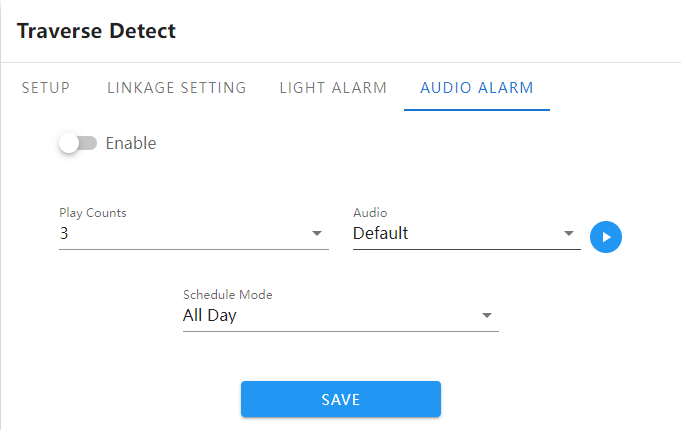 Traverse Detect
SETUP LINKAGE SETTING LIGHT ALARM AUDIO ALARM
Enable
Play Counts Audio
3 Default
Schedule Mode
All Day
SAVE